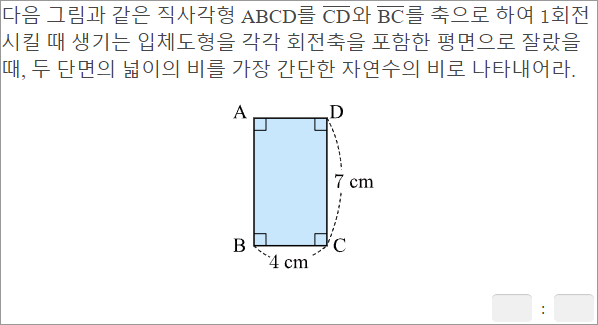 다음 그림과 같은 직사각형 ABCD를 CD와 BC를 축으로 하여 1회전
시킬 때 생기는 입체도형을 각각 회전축을 포함한 평면으로 잘랐을
때, 두 단면의 넓이의 비를 가장 간단한 자연수의 비로 나타내어라.
A D
7 cm
B C
4 cm
: